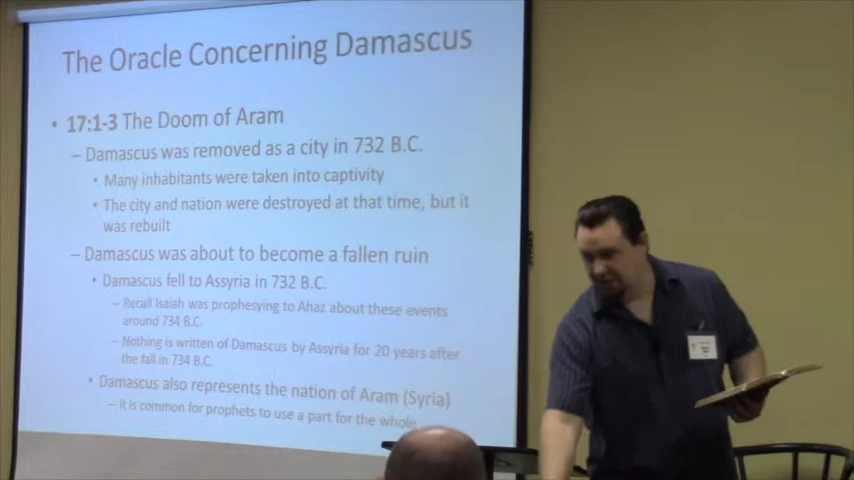 The Oracle Concerning Damascus
• 17:1-3 The Doom of Aram
– Damascus was removed as a city in 732 B.C.
• Many inhabitants were taken into captivity
• The city and nation were destroyed at that time, but it
was rebuilt
– Damascus was about to become a fallen ruin
• Damascus fell to Assyria in 732 B.C.
– Recall Isaiah was prophesying to Ahaz about these events
around 734 B.C.
– Nothing is written of Damascus by Assyria for 20 years after
the fall in 734 B.C.
• Damascus also represents the nation of Aram (Syria)
– It is common for prophets to use a part for the whole